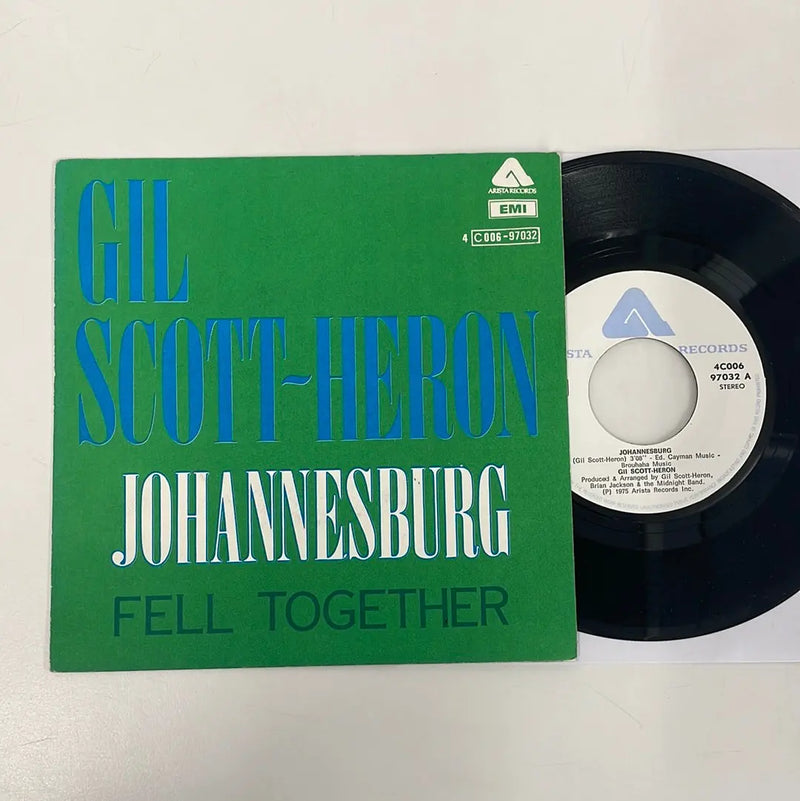 GIL
SCOTT-HERON
JOHANNESBURG
FELL TOGETHER
ARISTA RECORDS
EMI
4 C 006-97032
ISTA RECORDS
4C006
97032 A
STEREO
JOHANNESBURG
(Gil Scott-Heron) 3'08'' - Ed. Cayman Music -
Brouhaha Music
GIL SCOTT-HERON
Produced & Arranged by Gil Scott-Heron,
Brian Jackson & the Midnight Band.
(P) 1975 Arista Records Inc.